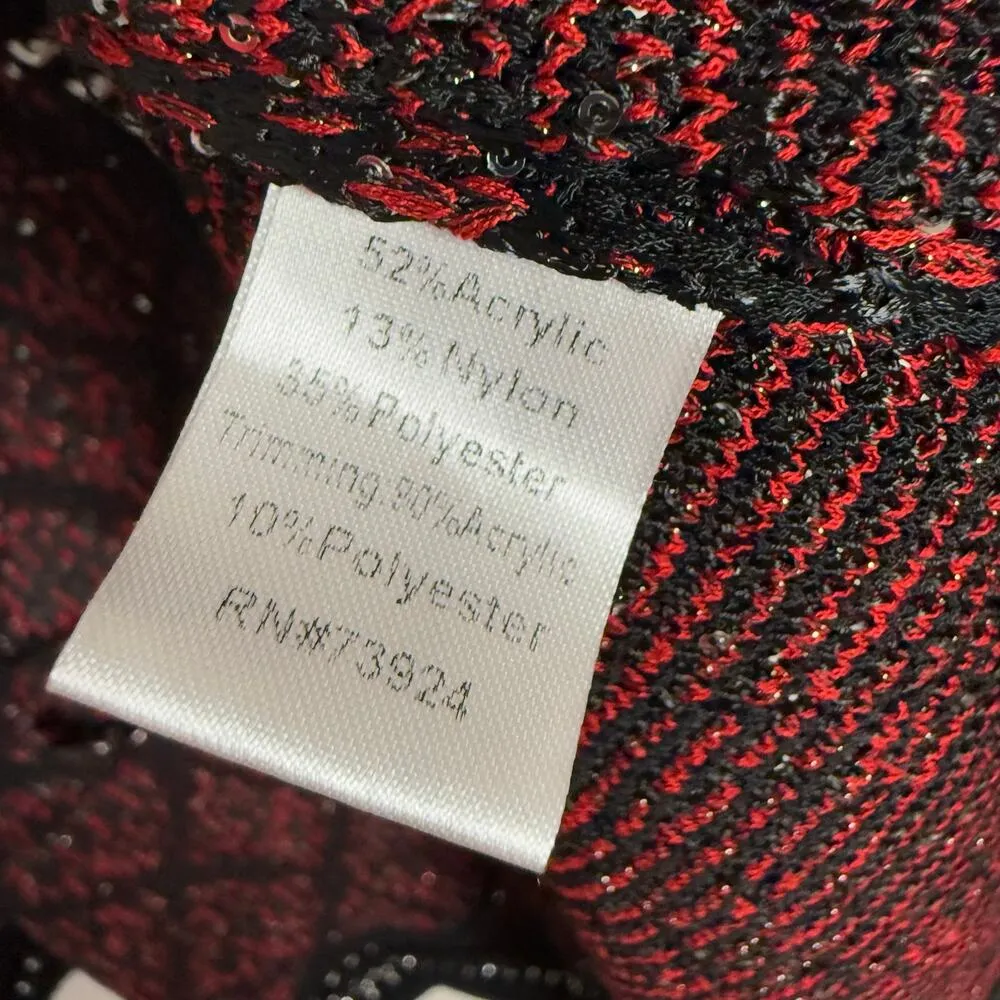 52%Acrylic
13%Nylon
35%Polyester
Trimming:90%Acrylic
10%Polyester
RN#73924